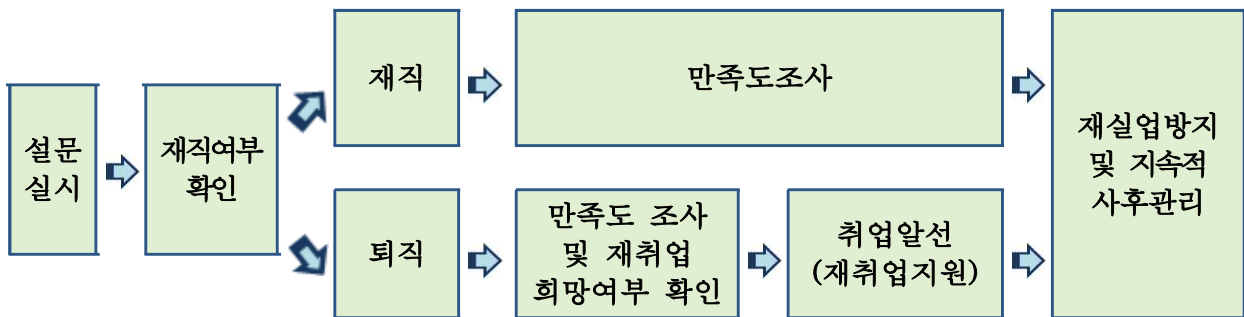 설문
실시
재직여부
확인
재직
만족도조사
퇴직
만족도 조사
및 재취업
희망여부 확인
취업알선
(재취업지원)
재실업방지
및 지속적
사후관리